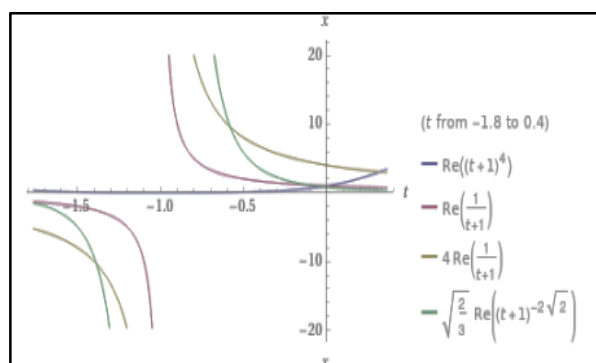 x
20
(t from −1.8 to 0.4)
10
Re((t+1)^4)
−1.5 −1.0 −0.5 t
Re(1/(t+1))
4 Re(1/(t+1))
−10
√(2/3) Re((t+1)^(−2√2))
−20
x